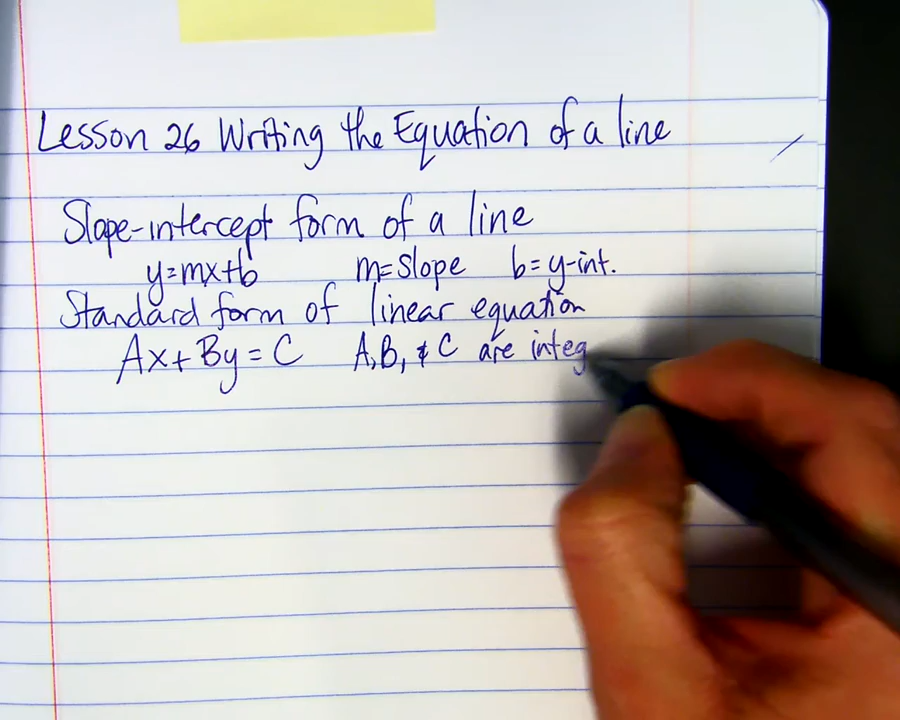 Lesson 26 Writing the Equation of a line
Slope-intercept form of a line
y=mx+b m=slope b=y-int.
Standard form of linear equation
Ax+By=C A,B, & C are integ